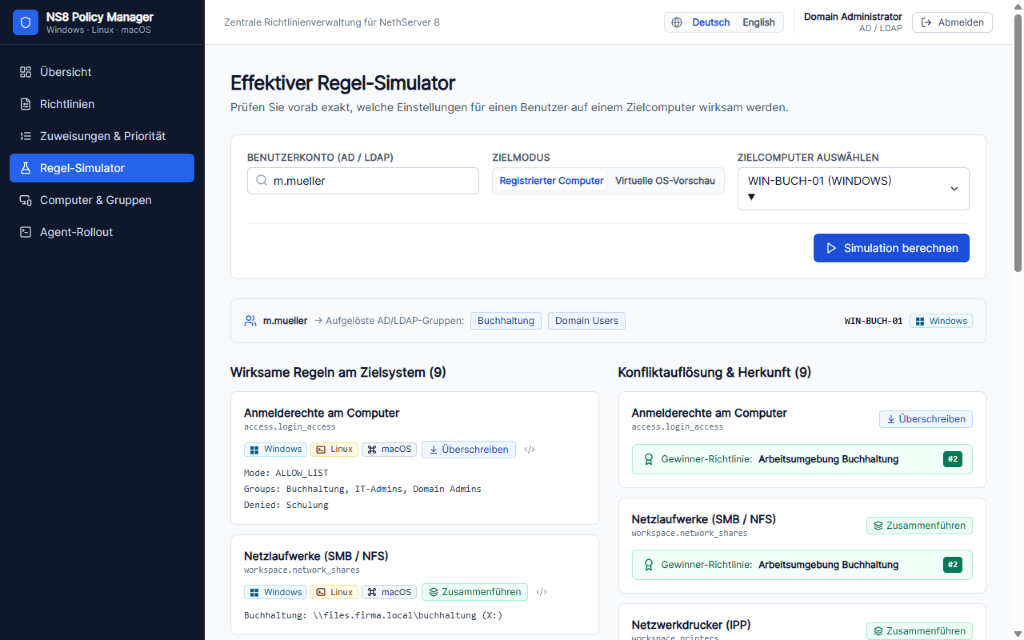 NS8 Policy Manager
Windows · Linux · macOS
Übersicht
Richtlinien
Zuweisungen & Priorität
Regel-Simulator
Computer & Gruppen
Agent-Rollout
Zentrale Richtlinienverwaltung für NethServer 8
Deutsch English
Domain Administrator
AD / LDAP
Abmelden
Effektiver Regel-Simulator
Prüfen Sie vorab exakt, welche Einstellungen für einen Benutzer auf einem Zielcomputer wirksam werden.
BENUTZERKONTO (AD / LDAP)
m.mueller
ZIELMODUS
Registrierter Computer Virtuelle OS-Vorschau
ZIELCOMPUTER AUSWÄHLEN
WIN-BUCH-01 (WINDOWS)
▼
Simulation berechnen
m.mueller → Aufgelöste AD/LDAP-Gruppen: Buchhaltung Domain Users
WIN-BUCH-01 Windows
Wirksame Regeln am Zielsystem (9)
Anmelderechte am Computer
access.login_access
Windows Linux macOS Überschreiben </>
Mode: ALLOW_LIST
Groups: Buchhaltung, IT-Admins, Domain Admins
Denied: Schulung
Netzlaufwerke (SMB / NFS)
workspace.network_shares
Windows Linux macOS Zusammenführen </>
Buchhaltung: \\files.firma.local\buchhaltung (X:)
Konfliktauflösung & Herkunft (9)
Anmelderechte am Computer
access.login_access
Überschreiben
Gewinner-Richtlinie: Arbeitsumgebung Buchhaltung #2
Netzlaufwerke (SMB / NFS)
workspace.network_shares
Zusammenführen
Gewinner-Richtlinie: Arbeitsumgebung Buchhaltung #2
Netzwerkdrucker (IPP)
workspace.printers
Zusammenführen